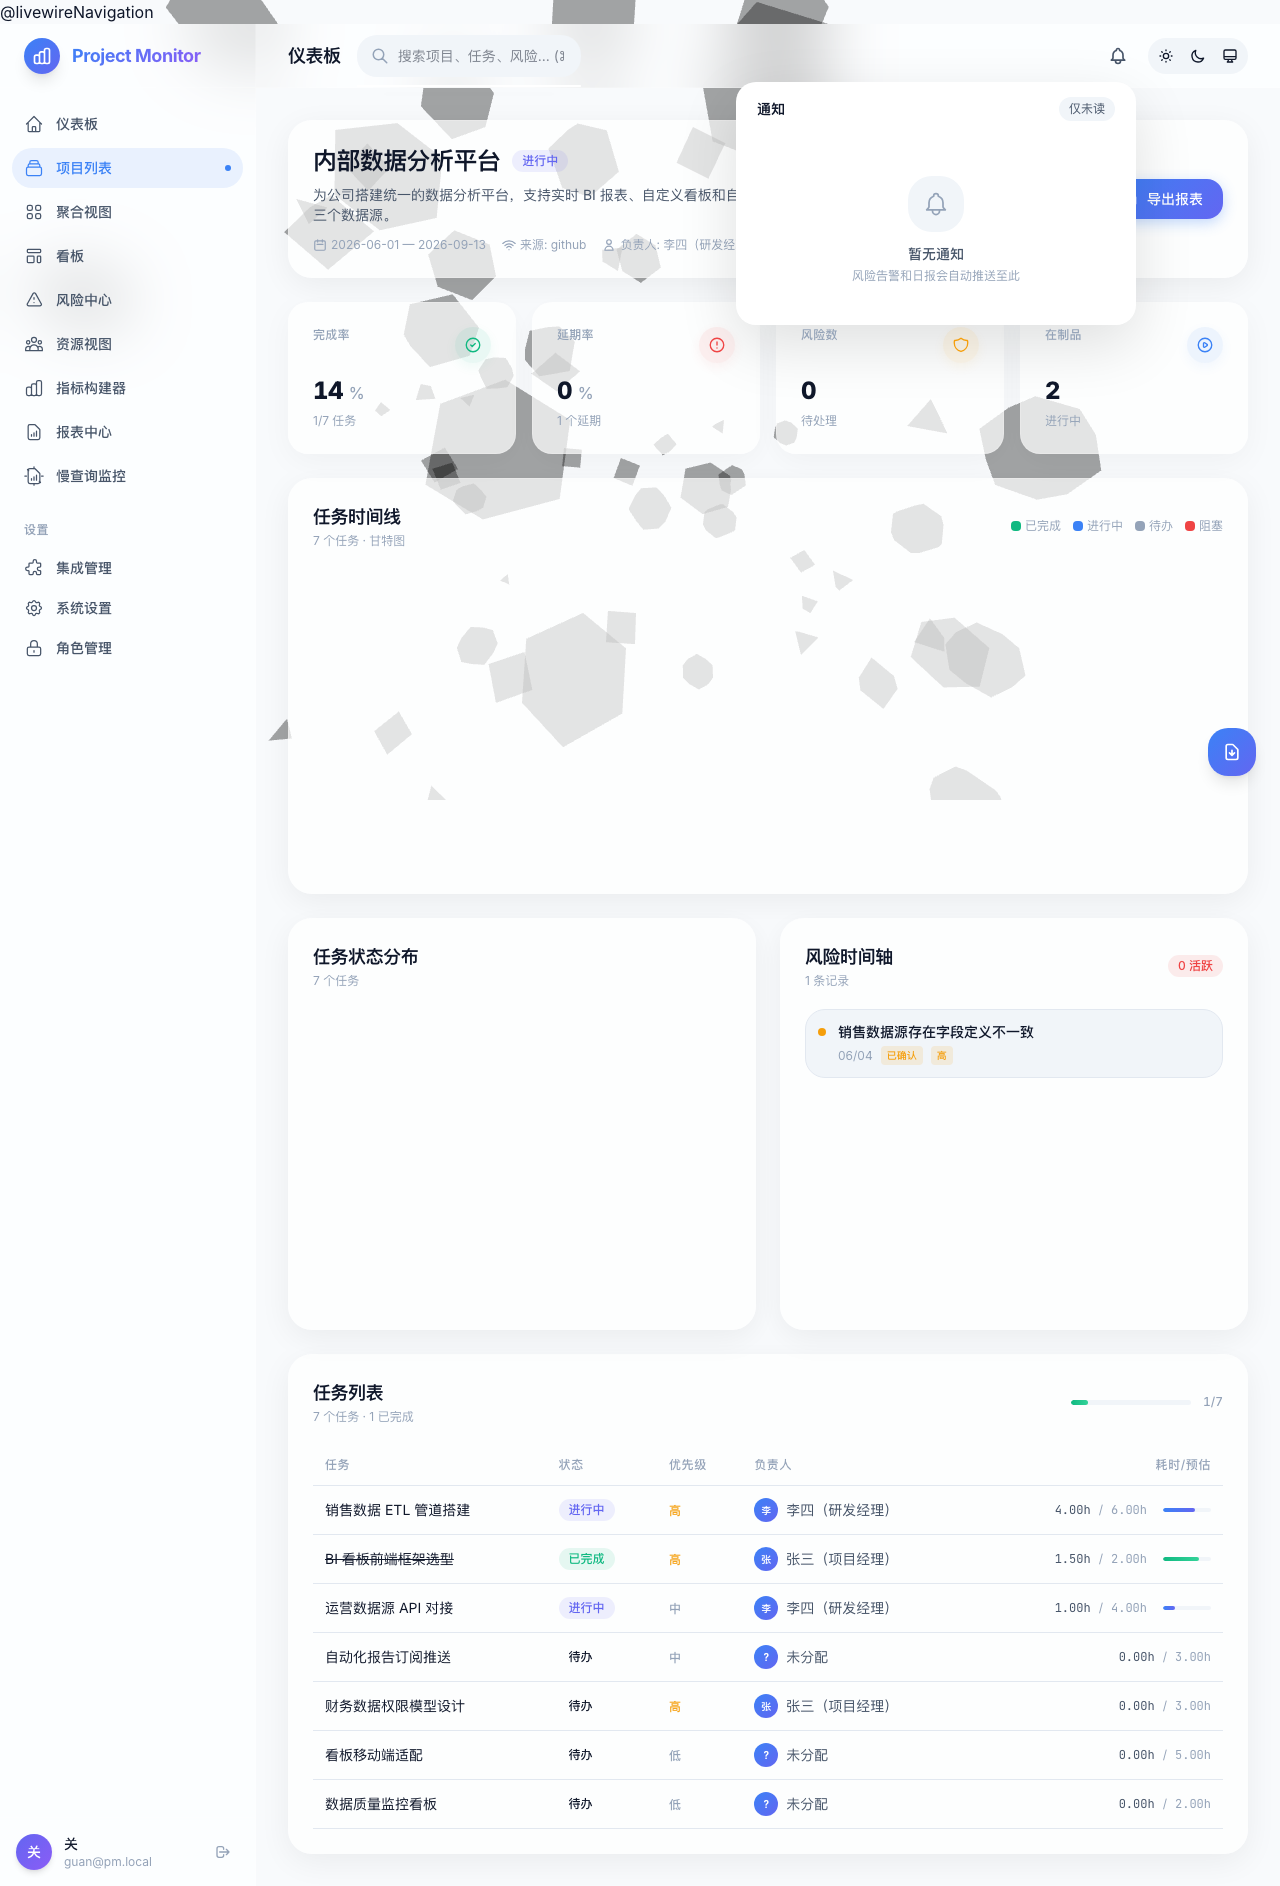 @livewireNavigation
Project Monitor
仪表板
项目列表
聚合视图
看板
风险中心
资源视图
指标构建器
报表中心
慢查询监控
设置
集成管理
系统设置
角色管理
关
关
guan@pm.local
仪表板
搜索项目、任务、风险... (⌘
通知
仅未读
暂无通知
风险告警和日报会自动推送至此
内部数据分析平台
进行中
为公司搭建统一的数据分析平台，支持实时 BI 报表、自定义看板和自
三个数据源。
2026-06-01 — 2026-09-13
来源: github
负责人: 李四（研发经
导出报表
完成率
14 %
1/7 任务
延期率
0 %
1 个延期
风险数
0
待处理
在制品
2
进行中
任务时间线
7 个任务 · 甘特图
已完成
进行中
待办
阻塞
任务状态分布
7 个任务
风险时间轴
1 条记录
0 活跃
销售数据源存在字段定义不一致
06/04 已确认 高
任务列表
7 个任务 · 1 已完成
1/7
任务 状态 优先级 负责人 耗时/预估
销售数据 ETL 管道搭建 进行中 高 李 李四（研发经理） 4.00h / 6.00h
BI 看板前端框架选型 已完成 高 张 张三（项目经理） 1.50h / 2.00h
运营数据源 API 对接 进行中 中 李 李四（研发经理） 1.00h / 4.00h
自动化报告订阅推送 待办 中 ? 未分配 0.00h / 3.00h
财务数据权限模型设计 待办 高 张 张三（项目经理） 0.00h / 3.00h
看板移动端适配 待办 低 ? 未分配 0.00h / 5.00h
数据质量监控看板 待办 低 ? 未分配 0.00h / 2.00h